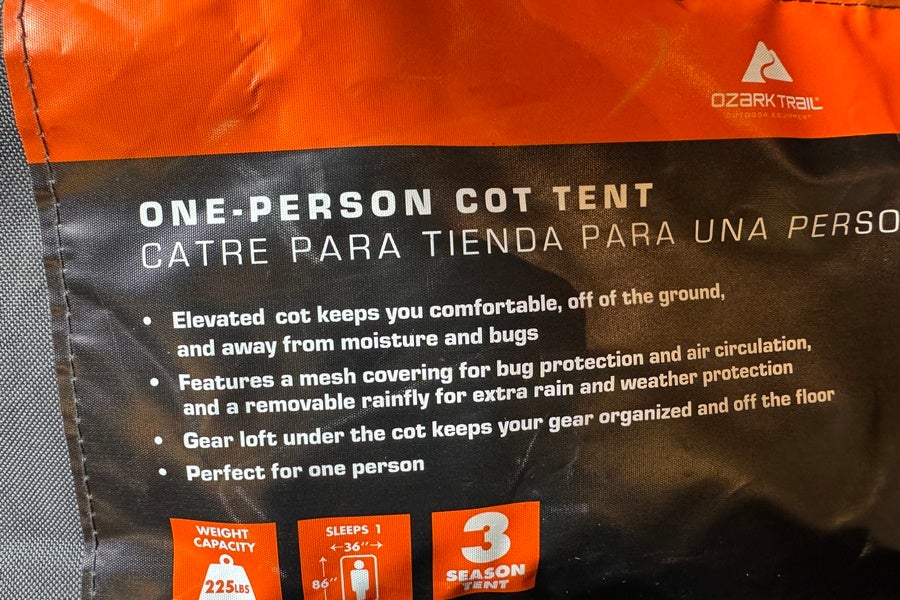 OZARK TRAIL
OUTDOOR EQUIPMENT
ONE-PERSON COT TENT
CATRE PARA TIENDA PARA UNA PERSO
• Elevated cot keeps you comfortable, off of the ground,
and away from moisture and bugs
• Features a mesh covering for bug protection and air circulation,
and a removable rainfly for extra rain and weather protection
• Gear loft under the cot keeps your gear organized and off the floor
• Perfect for one person
WEIGHT
CAPACITY
225LBS
SLEEPS 1
36"
86"
3
SEASON
TENT